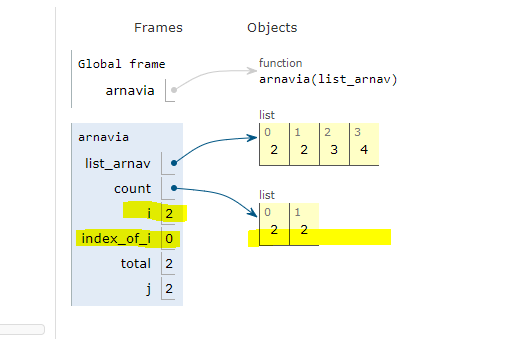 Frames Objects
Global frame
arnavia
function
arnavia(list_arnav)
arnavia
list_arnav
count
i 2
index_of_i 0
total 2
j 2
list
0 1 2 3
2 2 3 4
list
0 1
2 2